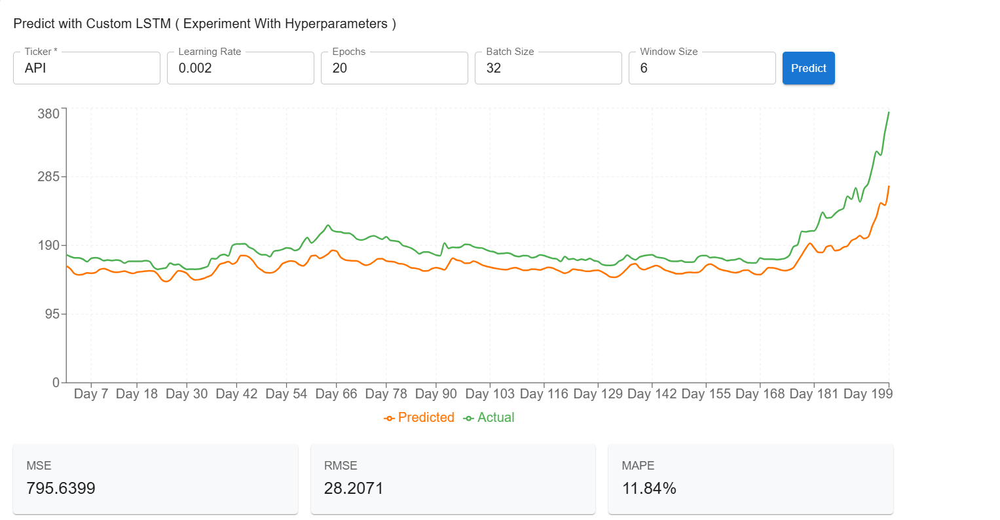 Predict with Custom LSTM ( Experiment With Hyperparameters )
Ticker * Learning Rate Epochs Batch Size Window Size
API 0.002 20 32 6 Predict
380
285
190
95
0
Day 7 Day 18 Day 30 Day 42 Day 54 Day 66 Day 78 Day 90 Day 103 Day 116 Day 129 Day 142 Day 155 Day 168 Day 181 Day 199
Predicted Actual
MSE RMSE MAPE
795.6399 28.2071 11.84%